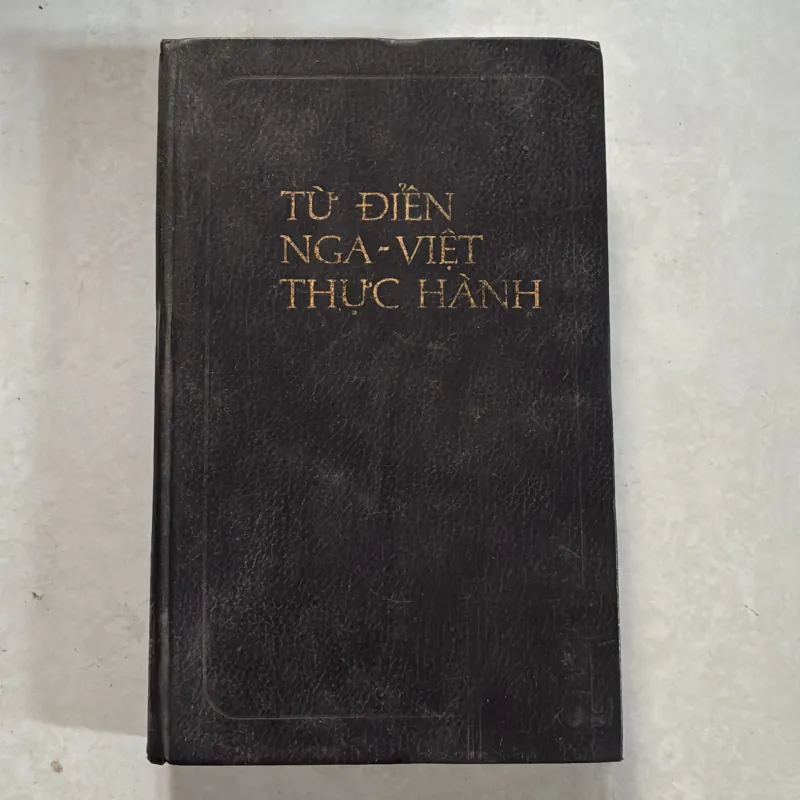 TỪ ĐIỂN
NGA-VIỆT
THỰC HÀNH